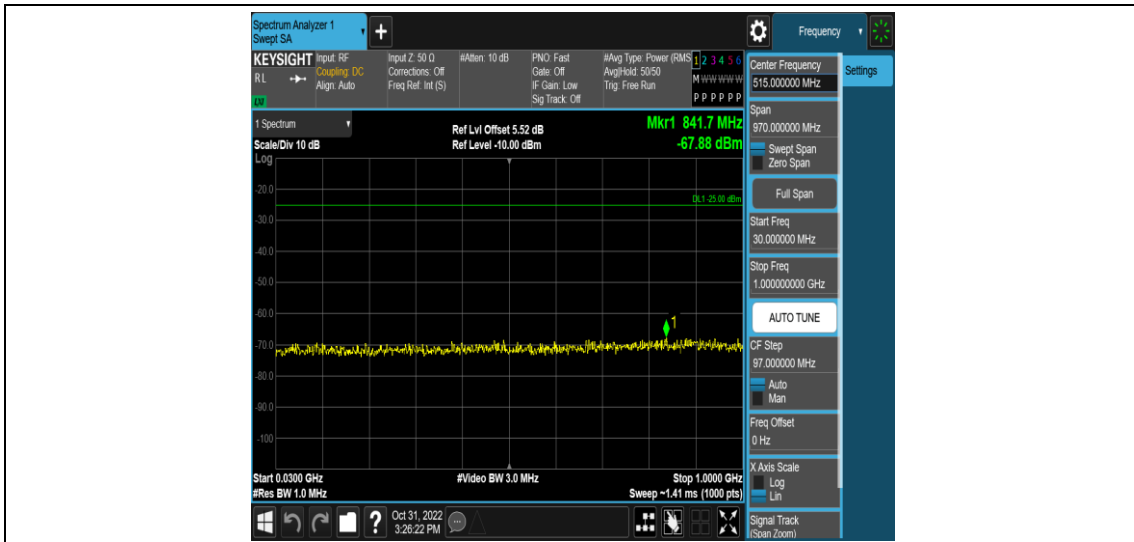 Spectrum Analyzer 1
Swept SA
+
Frequency
KEYSIGHT
RL
LXI
Input: RF
Coupling: DC
Align: Auto
Input Z: 50 Ω
Corrections: Off
Freq Ref: Int (S)
#Atten: 10 dB
PNO: Fast
Gate: Off
IF Gain: Low
Sig Track: Off
#Avg Type: Power (RMS
Avg|Hold: 50/50
Trig: Free Run
1 2 3 4 5 6
M W W W W W
P P P P P P
1 Spectrum
Scale/Div 10 dB
Log
Ref Lvl Offset 5.52 dB
Ref Level -10.00 dBm
Mkr1 841.7 MHz
-67.88 dBm
DL1 -25.00 dBm
-20.0
-30.0
-40.0
-50.0
-60.0
-70.0
-80.0
-90.0
-100
1
Start 0.0300 GHz
#Res BW 1.0 MHz
#Video BW 3.0 MHz
Stop 1.0000 GHz
Sweep ~1.41 ms (1000 pts)
Center Frequency
515.000000 MHz
Span
970.000000 MHz
Swept Span
Zero Span
Full Span
Start Freq
30.000000 MHz
Stop Freq
1.000000000 GHz
AUTO TUNE
CF Step
97.000000 MHz
Auto
Man
Freq Offset
0 Hz
X Axis Scale
Log
Lin
Signal Track
(Span Zoom)
Settings
?
Oct 31, 2022
3:26:22 PM